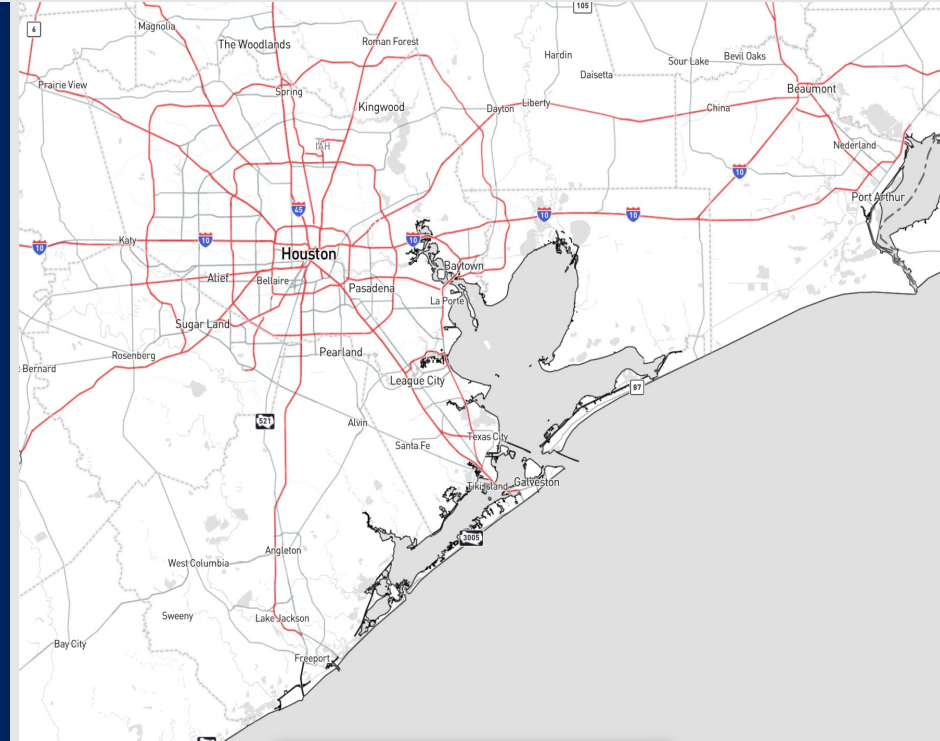 105
6
Magnolia
The Woodlands
Roman Forest
Hardin
Sour Lake
Bevil Oaks
Daisetta
Prairie View
Spring
Kingwood
Beaumont
Dayton
Liberty
China
IAH
Nederland
10
Port Arthur
45
10
10
10
Katy
10
10
Houston
Baytown
Alief
Bellaire
Pasadena
La Porte
Sugar Land
Pearland
Rosenberg
Bernard
League City
87
521
Alvin
Texas City
Santa Fe
Tiki Island
Galveston
3005
Angleton
West Columbia
Sweeny
Lake Jackson
Bay City
Freeport